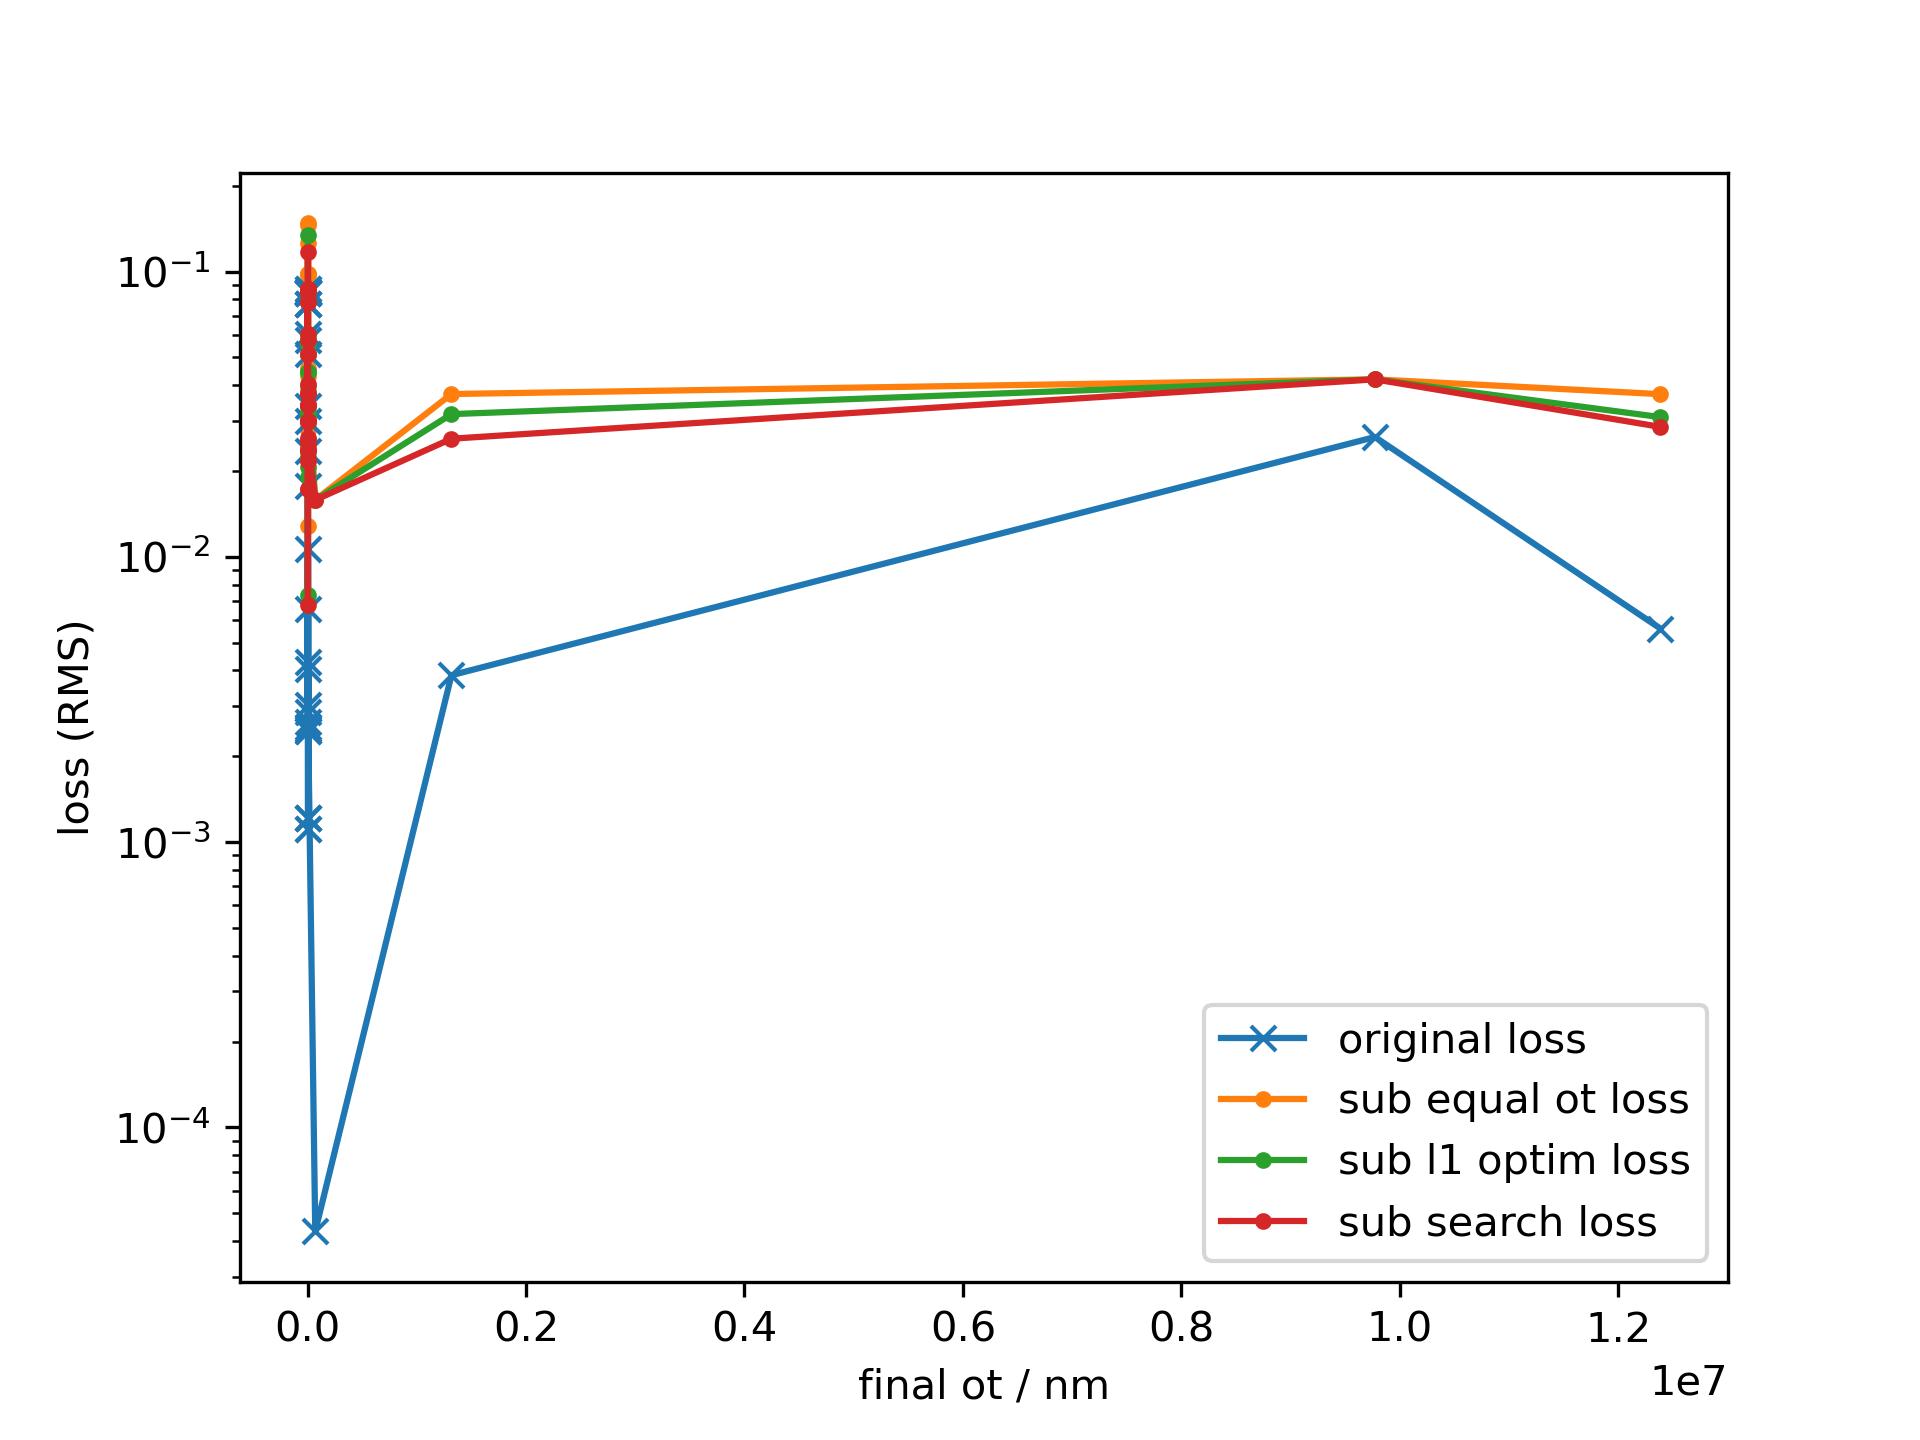 10⁻¹
10⁻²
10⁻³
10⁻⁴
loss (RMS)
original loss
sub equal ot loss
sub l1 optim loss
sub search loss
0.0 0.2 0.4 0.6 0.8 1.0 1.2
1e7
final ot / nm